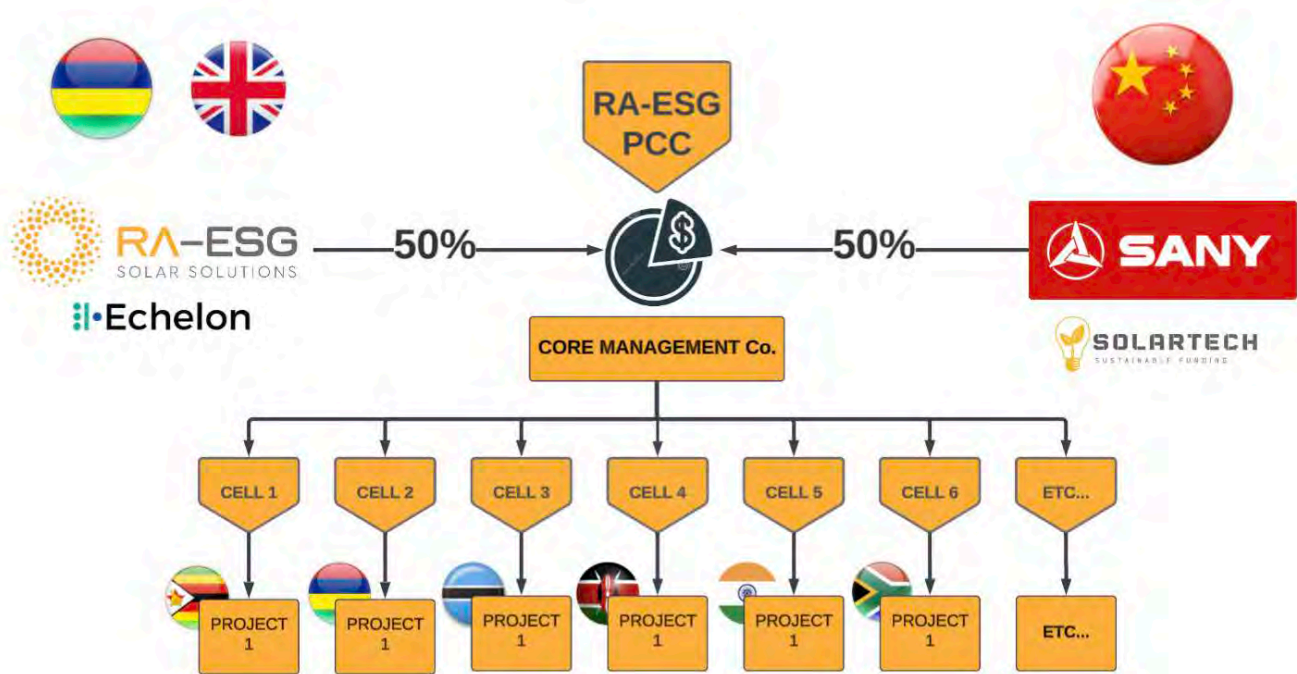 RA-ESG
PCC
RA-ESG
SOLAR SOLUTIONS
50%
$
50%
SANY
Echelon
SOLARTECH
SUSTAINABLE FUNDING
CORE MANAGEMENT Co.
CELL 1
CELL 2
CELL 3
CELL 4
CELL 5
CELL 6
ETC...
PROJECT
1
PROJECT
1
PROJECT
1
PROJECT
1
PROJECT
1
PROJECT
1
ETC...